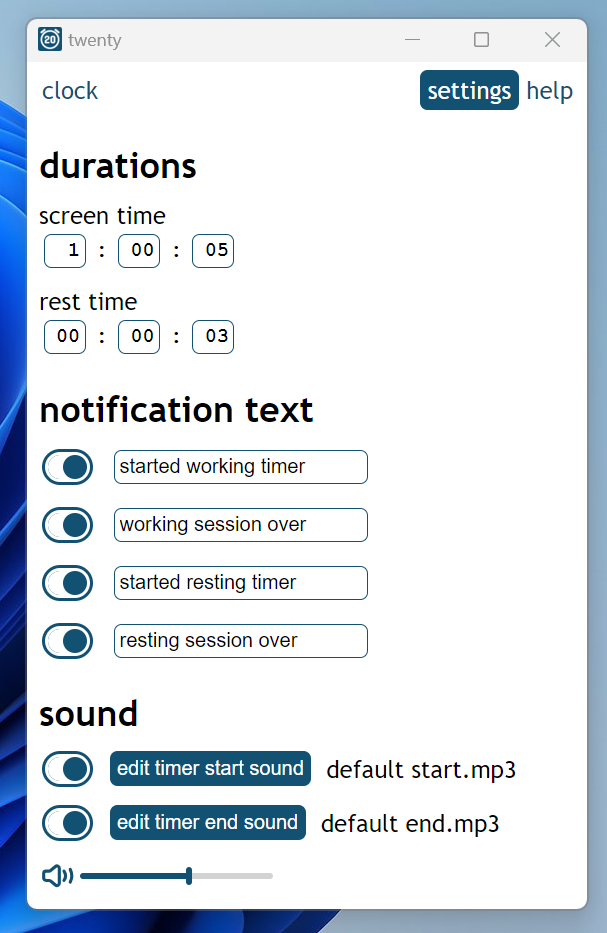 20 twenty
clock settings help
durations
screen time
1 : 00 : 05
rest time
00 : 00 : 03
notification text
started working timer
working session over
started resting timer
resting session over
sound
edit timer start sound default start.mp3
edit timer end sound default end.mp3